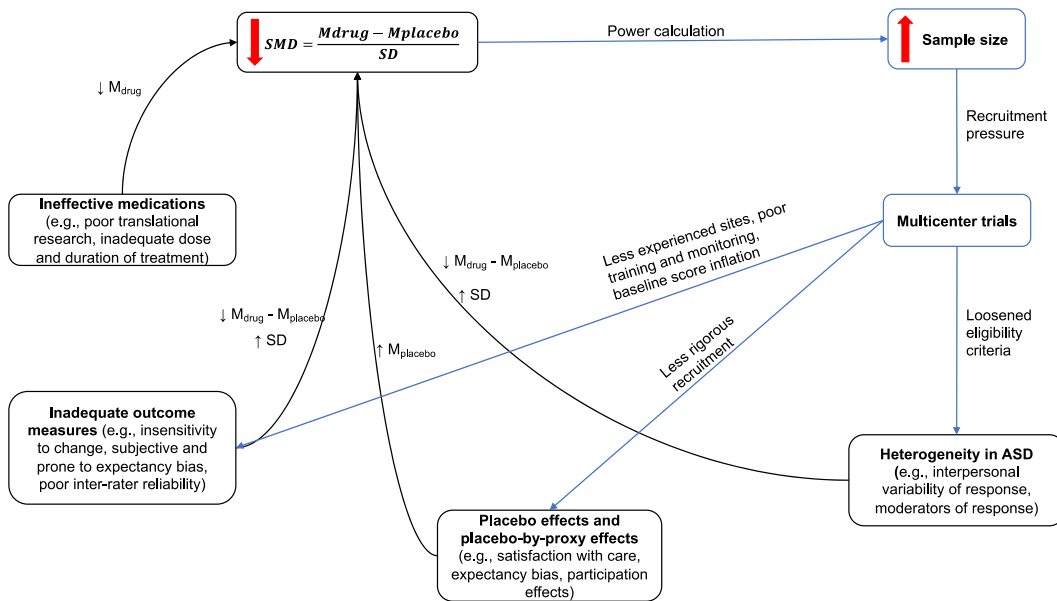 SMD = Mdrug − Mplacebo / SD
Power calculation
Sample size
↓ Mdrug
Recruitment
pressure
Ineffective medications
(e.g., poor translational
research, inadequate dose
and duration of treatment)
Multicenter trials
Less experienced sites, poor
training and monitoring,
baseline score inflation
↓ Mdrug - Mplacebo
↑ SD
↓ Mdrug - Mplacebo
↑ SD
↑ Mplacebo
Less rigorous
recruitment
Loosened
eligibility
criteria
Inadequate outcome
measures (e.g., insensitivity
to change, subjective and
prone to expectancy bias,
poor inter-rater reliability)
Heterogeneity in ASD
(e.g., interpersonal
variability of response,
moderators of response)
Placebo effects and
placebo-by-proxy effects
(e.g., satisfaction with care,
expectancy bias, participation
effects)